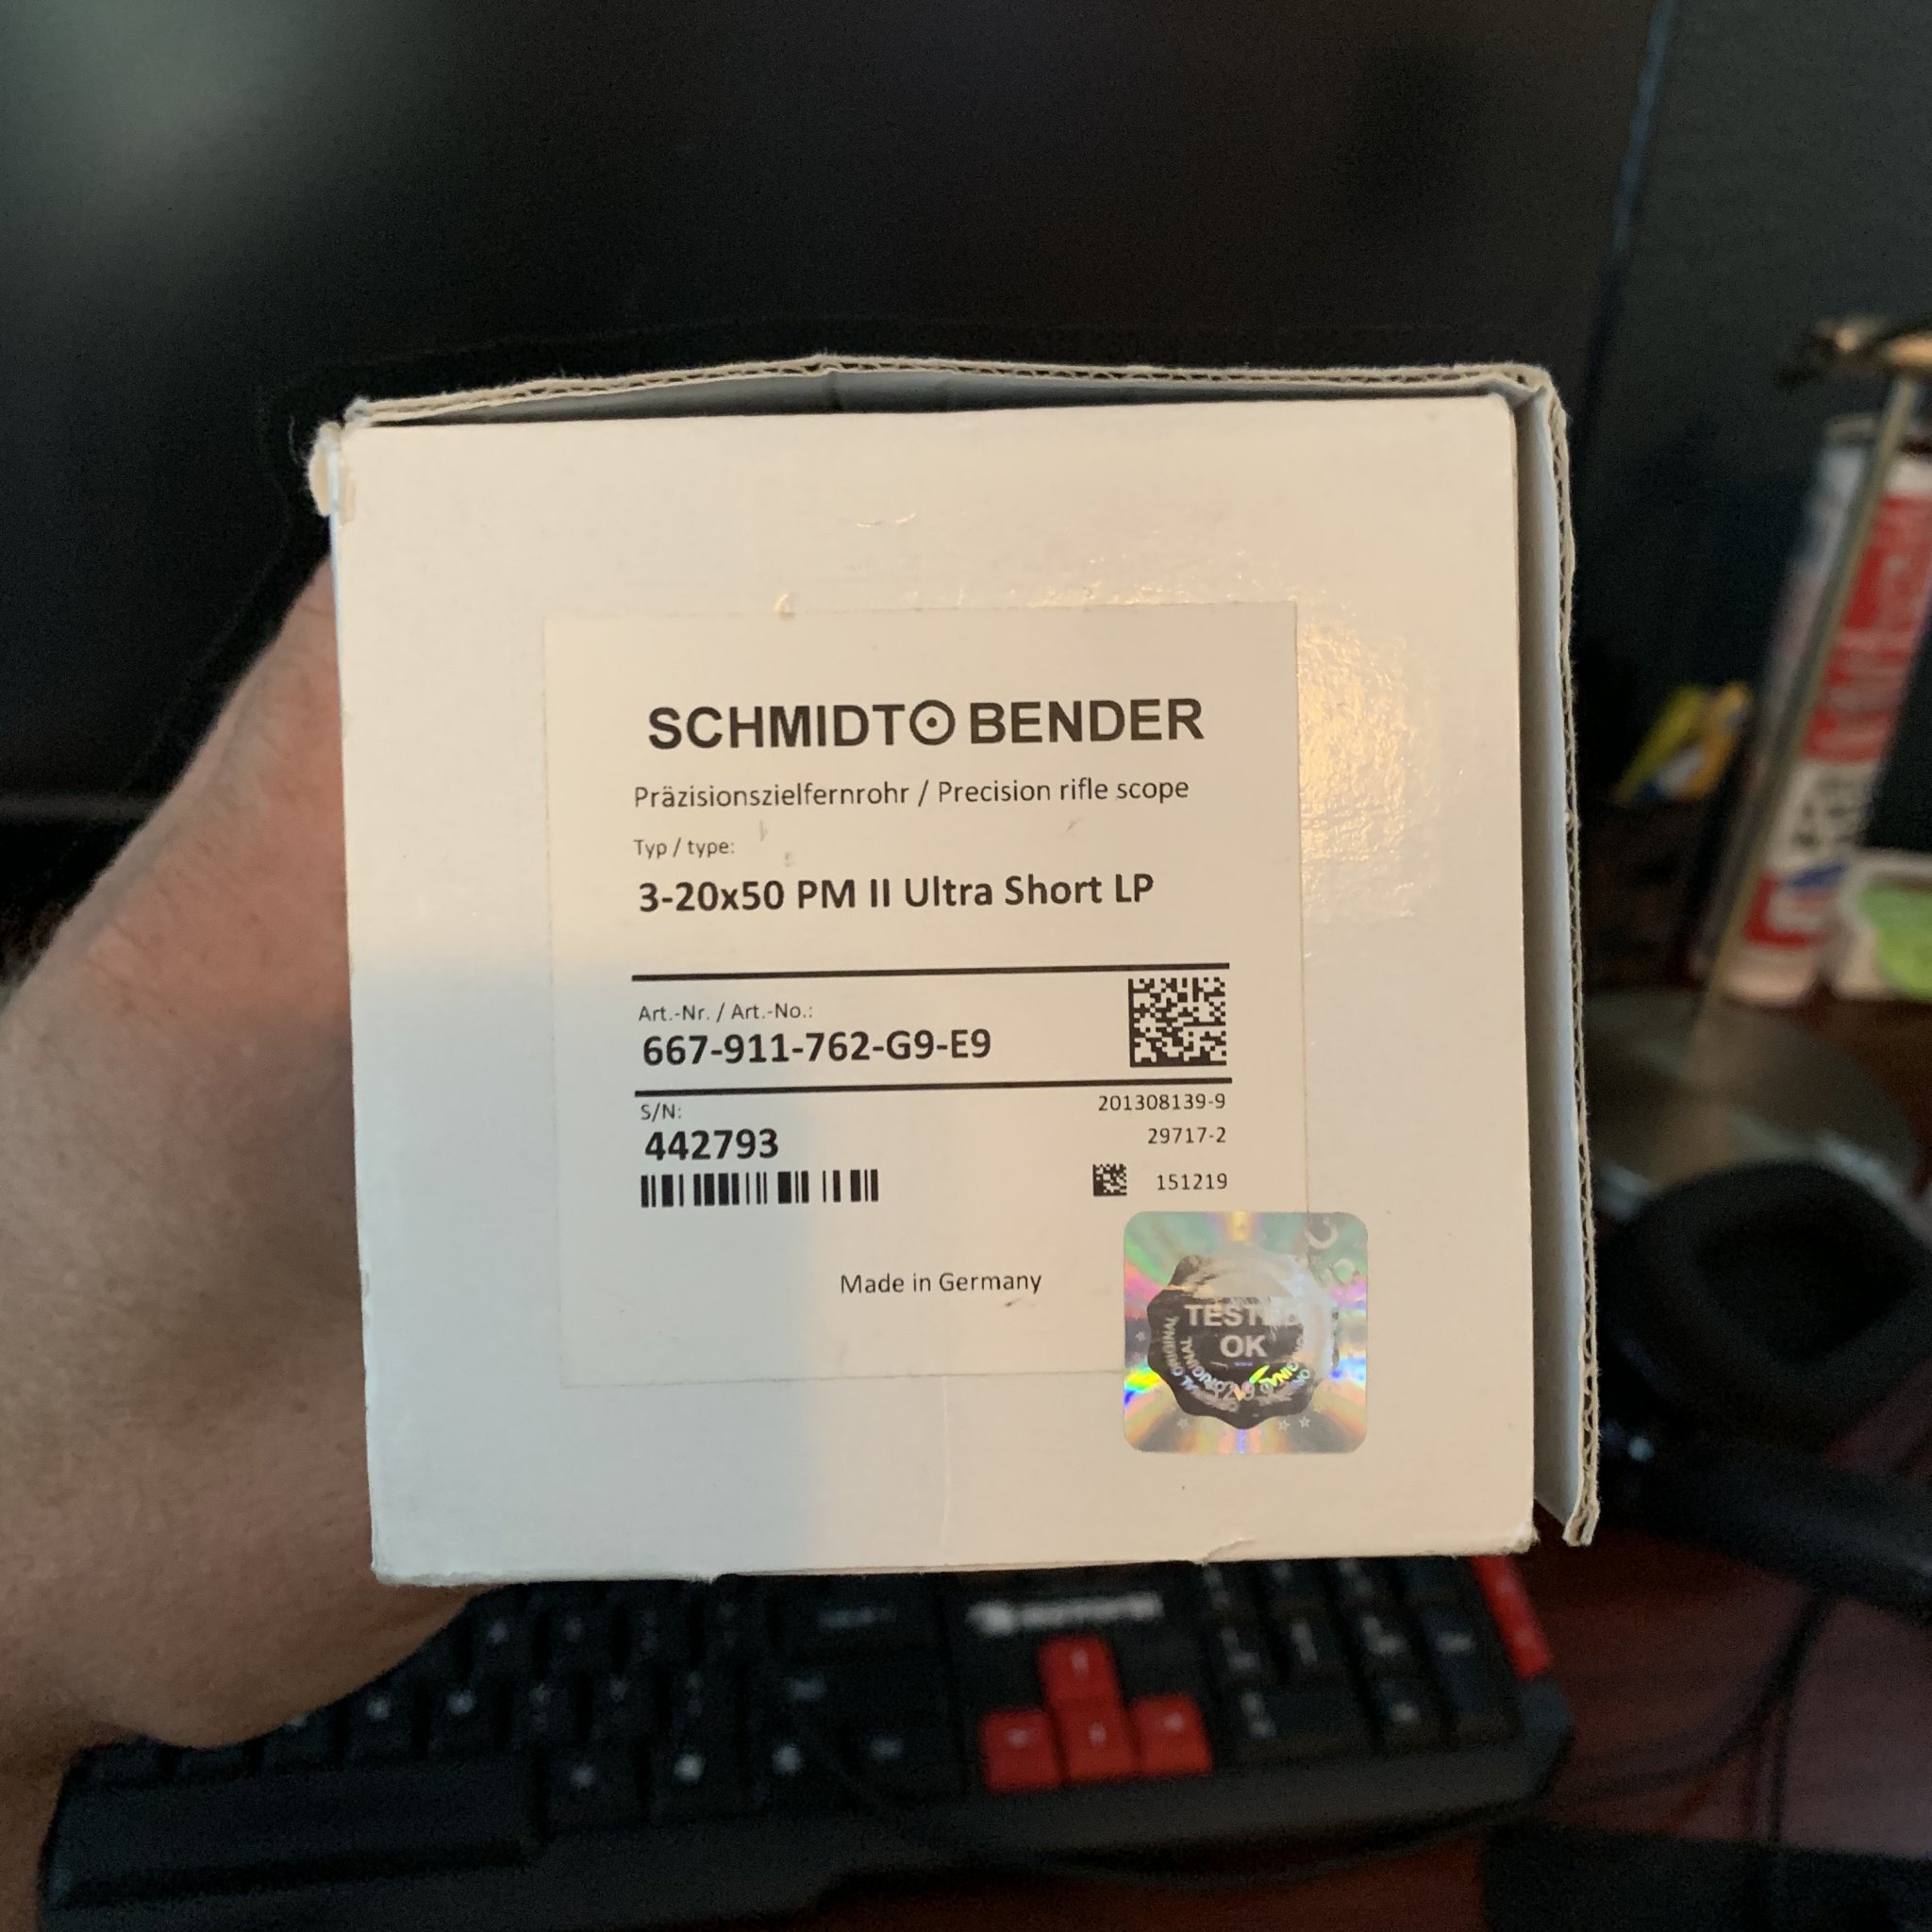 SCHMIDT BENDER
Präzisionszielfernrohr / Precision rifle scope
Typ / type:
3-20x50 PM II Ultra Short LP
Art.-Nr. / Art.-No.:
667-911-762-G9-E9
S/N:
442793
201308139-9
29717-2
151219
Made in Germany
TESTED
OK